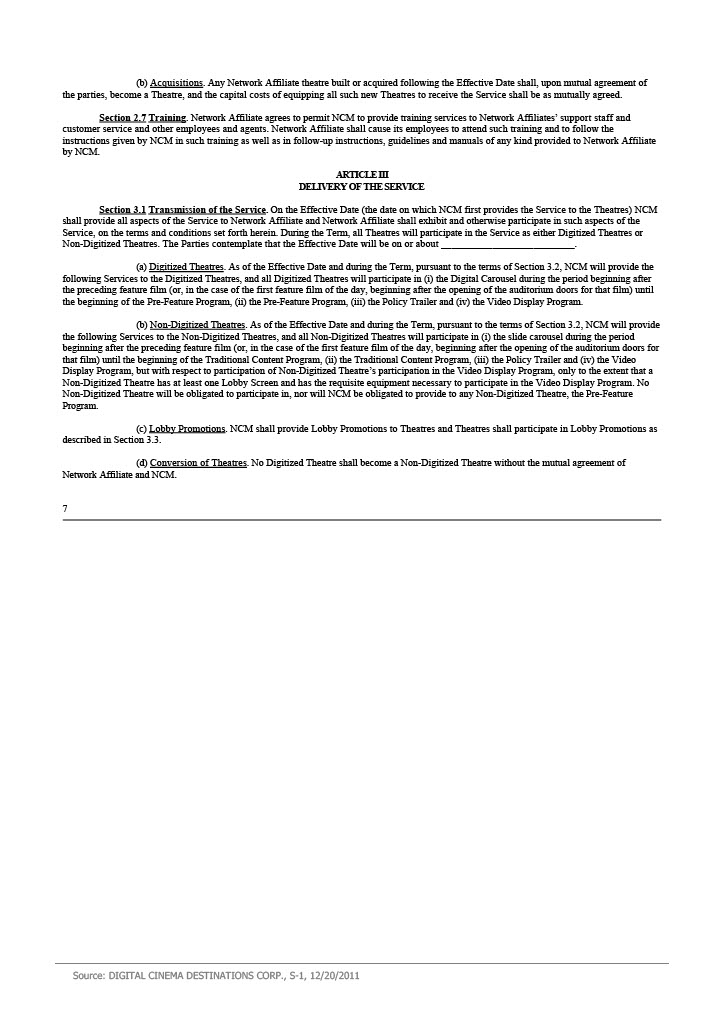 (b) Acquisitions. Any Network Affiliate theatre built or acquired following the Effective Date shall, upon mutual agreement of
the parties, become a Theatre, and the capital costs of equipping all such new Theatres to receive the Service shall be as mutually agreed.
Section 2.7 Training. Network Affiliate agrees to permit NCM to provide training services to Network Affiliates' support staff and
customer service and other employees and agents. Network Affiliate shall cause its employees to attend such training and to follow the
instructions given by NCM in such training as well as in follow-up instructions, guidelines and manuals of any kind provided to Network Affiliate
by NCM.
ARTICLE III
DELIVERY OF THE SERVICE
Section 3.1 Transmission of the Service. On the Effective Date (the date on which NCM first provides the Service to the Theatres) NCM
shall provide all aspects of the Service to Network Affiliate and Network Affiliate shall exhibit and otherwise participate in such aspects of the
Service, on the terms and conditions set forth herein. During the Term, all Theatres will participate in the Service as either Digitized Theatres or
Non-Digitized Theatres. The Parties contemplate that the Effective Date will be on or about ___________________________.
(a) Digitized Theatres. As of the Effective Date and during the Term, pursuant to the terms of Section 3.2, NCM will provide the
following Services to the Digitized Theatres, and all Digitized Theatres will participate in (i) the Digital Carousel during the period beginning after
the preceding feature film (or, in the case of the first feature film of the day, beginning after the opening of the auditorium doors for that film) until
the beginning of the Pre-Feature Program, (ii) the Pre-Feature Program, (iii) the Policy Trailer and (iv) the Video Display Program.
(b) Non-Digitized Theatres. As of the Effective Date and during the Term, pursuant to the terms of Section 3.2, NCM will provide
the following Services to the Non-Digitized Theatres, and all Non-Digitized Theatres will participate in (i) the slide carousel during the period
beginning after the preceding feature film (or, in the case of the first feature film of the day, beginning after the opening of the auditorium doors for
that film) until the beginning of the Traditional Content Program, (ii) the Traditional Content Program, (iii) the Policy Trailer and (iv) the Video
Display Program, but with respect to participation of Non-Digitized Theatre's participation in the Video Display Program, only to the extent that a
Non-Digitized Theatre has at least one Lobby Screen and has the requisite equipment necessary to participate in the Video Display Program. No
Non-Digitized Theatre will be obligated to participate in, nor will NCM be obligated to provide to any Non-Digitized Theatre, the Pre-Feature
Program.
(c) Lobby Promotions. NCM shall provide Lobby Promotions to Theatres and Theatres shall participate in Lobby Promotions as
described in Section 3.3.
(d) Conversion of Theatres. No Digitized Theatre shall become a Non-Digitized Theatre without the mutual agreement of
Network Affiliate and NCM.
7
Source: DIGITAL CINEMA DESTINATIONS CORP., S-1, 12/20/2011